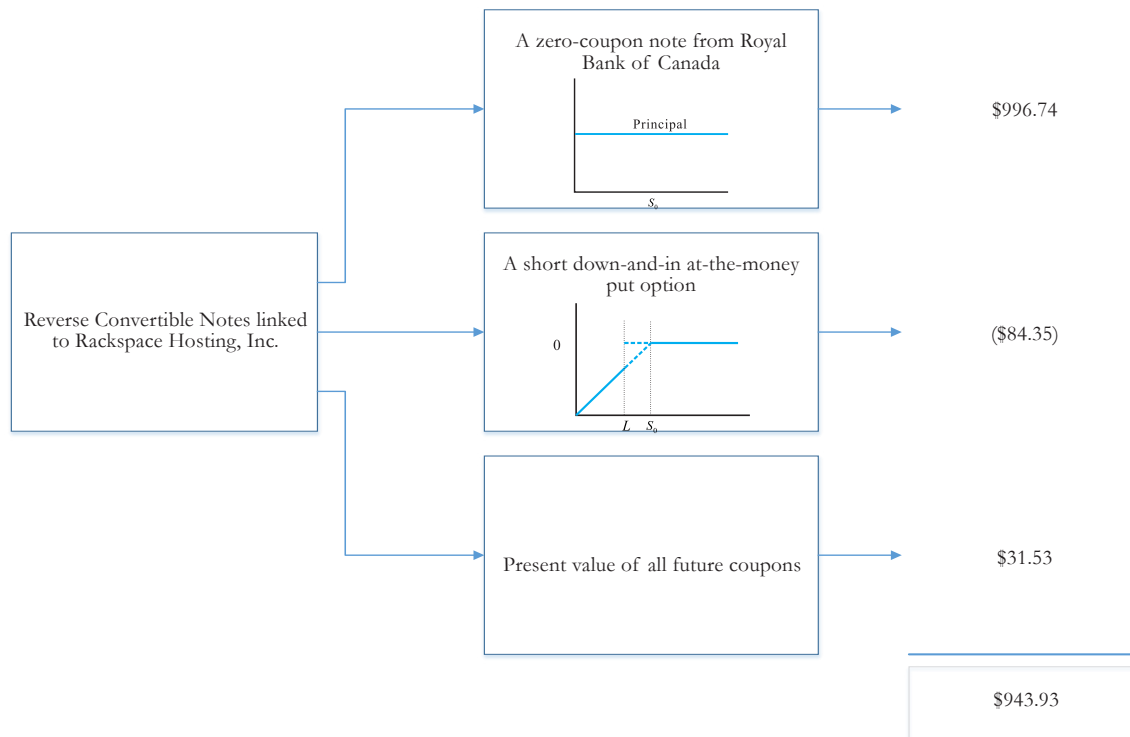 A zero-coupon note from Royal
Bank of Canada
Principal
S₀
$996.74
Reverse Convertible Notes linked
to Rackspace Hosting, Inc.
A short down-and-in at-the-money
put option
0
L S₀
($84.35)
Present value of all future coupons
$31.53
$943.93